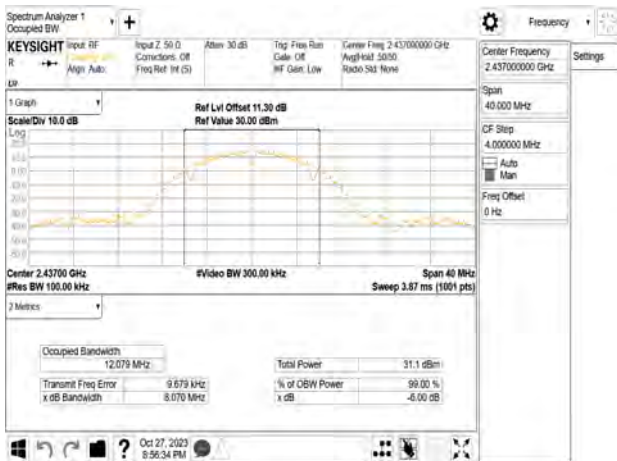 Spectrum Analyzer 1
Occupied BW
Frequency
KEYSIGHT
Input: RF
Input Z: 50 Ω
Atten: 30 dB
Trig: Free Run
Center Freq: 2.437000000 GHz
R
Corrections: Off
Gate: Off
Avg|Hold: 50/50
Align: Auto
Freq Ref: Int (S)
#IF Gain: Low
Radio Std: None
Center Frequency
2.437000000 GHz
Settings
Span
40.000 MHz
CF Step
4.000000 MHz
Auto
Man
Freq Offset
0 Hz
1 Graph
Scale/Div 10.0 dB
Ref Lvl Offset 11.30 dB
Ref Value 30.00 dBm
Log
Center 2.43700 GHz
#Video BW 300.00 kHz
Span 40 MHz
#Res BW 100.00 kHz
Sweep 3.87 ms (1001 pts)
2 Metrics
Occupied Bandwidth
12.079 MHz
Total Power
31.1 dBm
Transmit Freq Error
9.679 kHz
% of OBW Power
99.00 %
x dB Bandwidth
8.070 MHz
x dB
-6.00 dB
?
Oct 27, 2023
8:56:34 PM